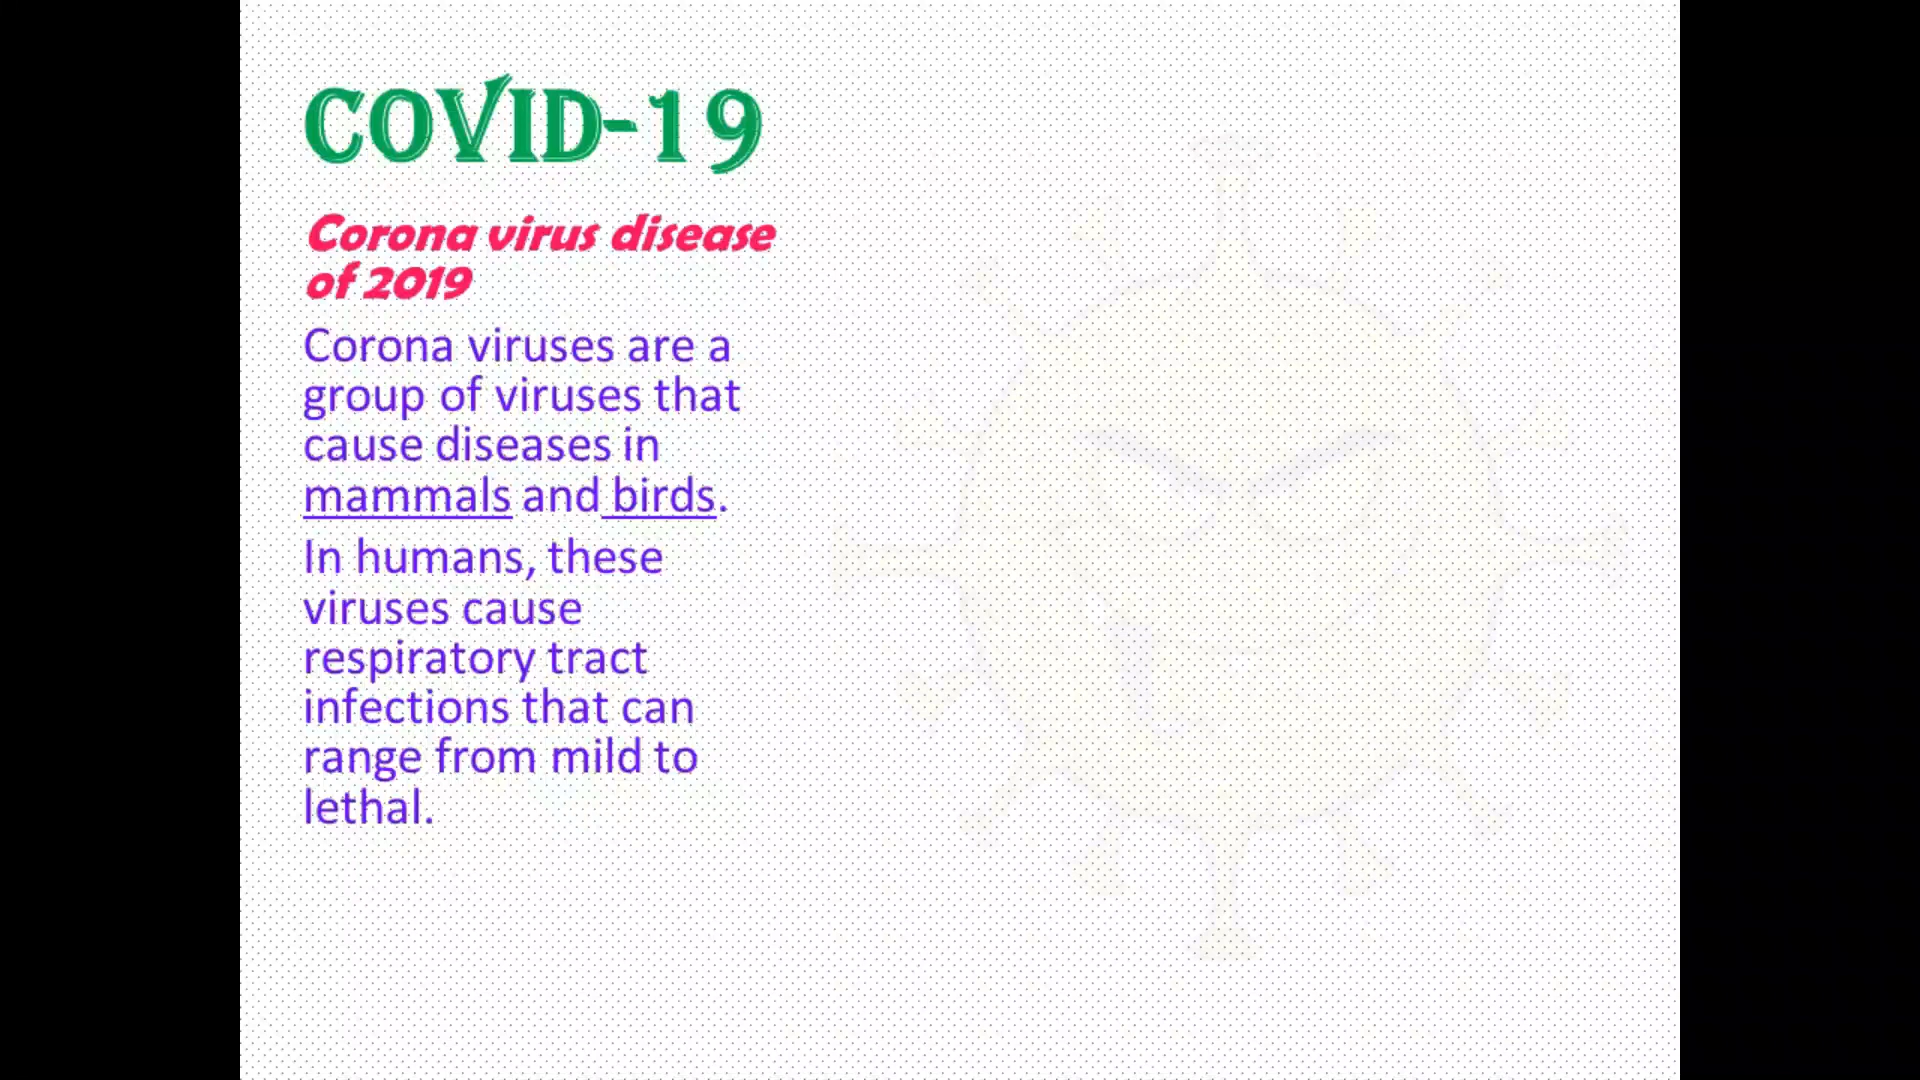 COVID-19
Corona virus disease
of 2019
Corona viruses are a
group of viruses that
cause diseases in
mammals and birds.
In humans, these
viruses cause
respiratory tract
infections that can
range from mild to
lethal.